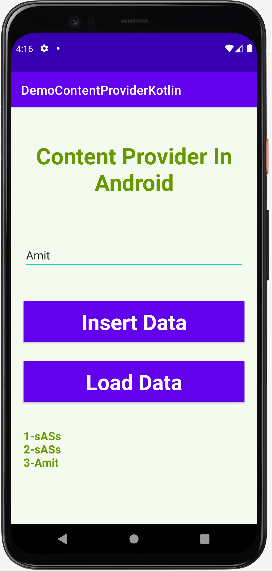 4:16
DemoContentProviderKotlin
Content Provider In
Android
Amit
Insert Data
Load Data
1-sASs
2-sASs
3-Amit